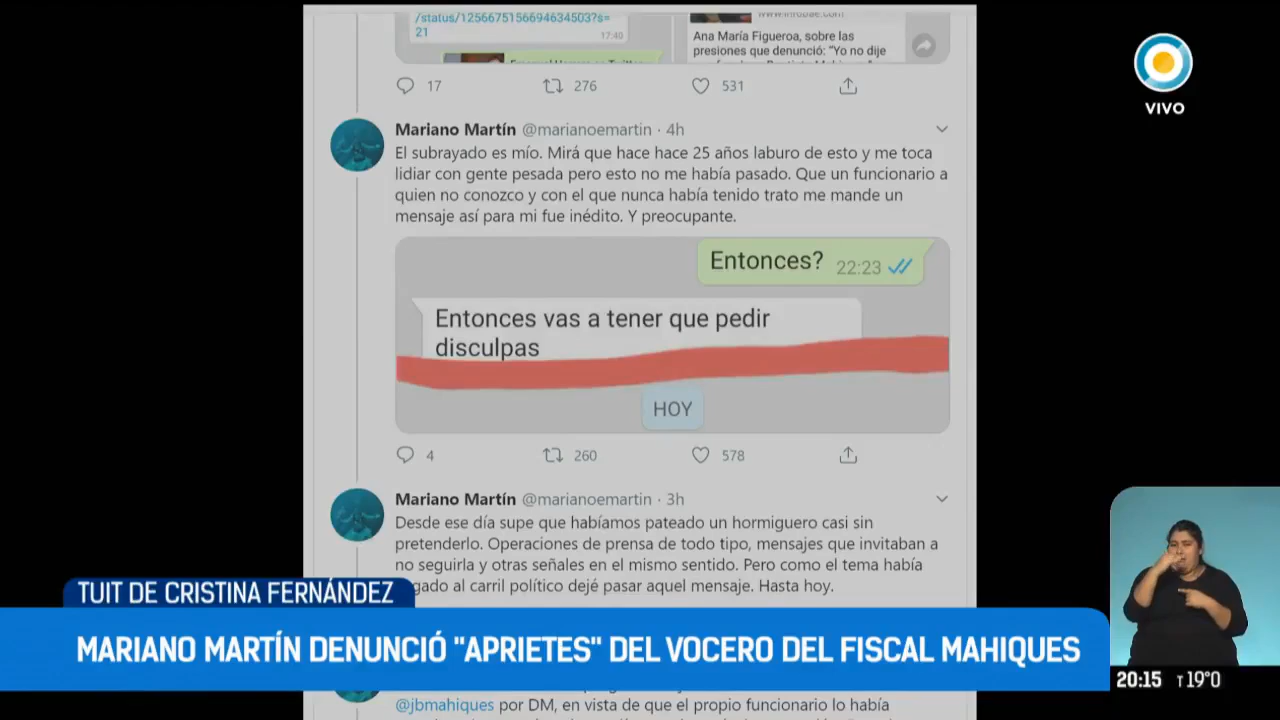 /status/1256675156694634503?s=
21
17:40
www.infobae.com
Ana María Figueroa, sobre las
presiones que denunció: "Yo no dije
17
276
531
Mariano Martín @marianoemartin · 4h
El subrayado es mío. Mirá que hace hace 25 años laburo de esto y me toca
lidiar con gente pesada pero esto no me había pasado. Que un funcionario a
quien no conozco y con el que nunca había tenido trato me mande un
mensaje así para mi fue inédito. Y preocupante.
Entonces? 22:23
Entonces vas a tener que pedir
disculpas
HOY
4
260
578
Mariano Martín @marianoemartin · 3h
Desde ese día supe que habíamos pateado un hormiguero casi sin
pretenderlo. Operaciones de prensa de todo tipo, mensajes que invitaban a
no seguirla y otras señales en el mismo sentido. Pero como el tema había
gado al carril político dejé pasar aquel mensaje. Hasta hoy.
@jbmahiques por DM, en vista de que el propio funcionario lo había
VIVO
TUIT DE CRISTINA FERNÁNDEZ
MARIANO MARTÍN DENUNCIÓ "APRIETES" DEL VOCERO DEL FISCAL MAHIQUES
20:15 T 19°0